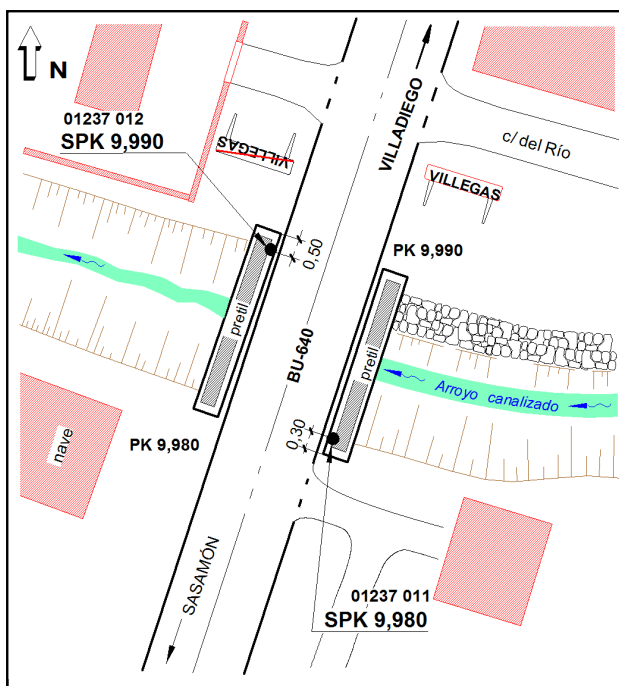 N
01237 012
SPK 9,990
VILLEGAS
VILLADIEGO
c/ del Río
VILLEGAS
0,50
PK 9,990
pretil
BU-640
pretil
Arroyo canalizado
0,30
PK 9,980
nave
SASAMÓN
01237 011
SPK 9,980